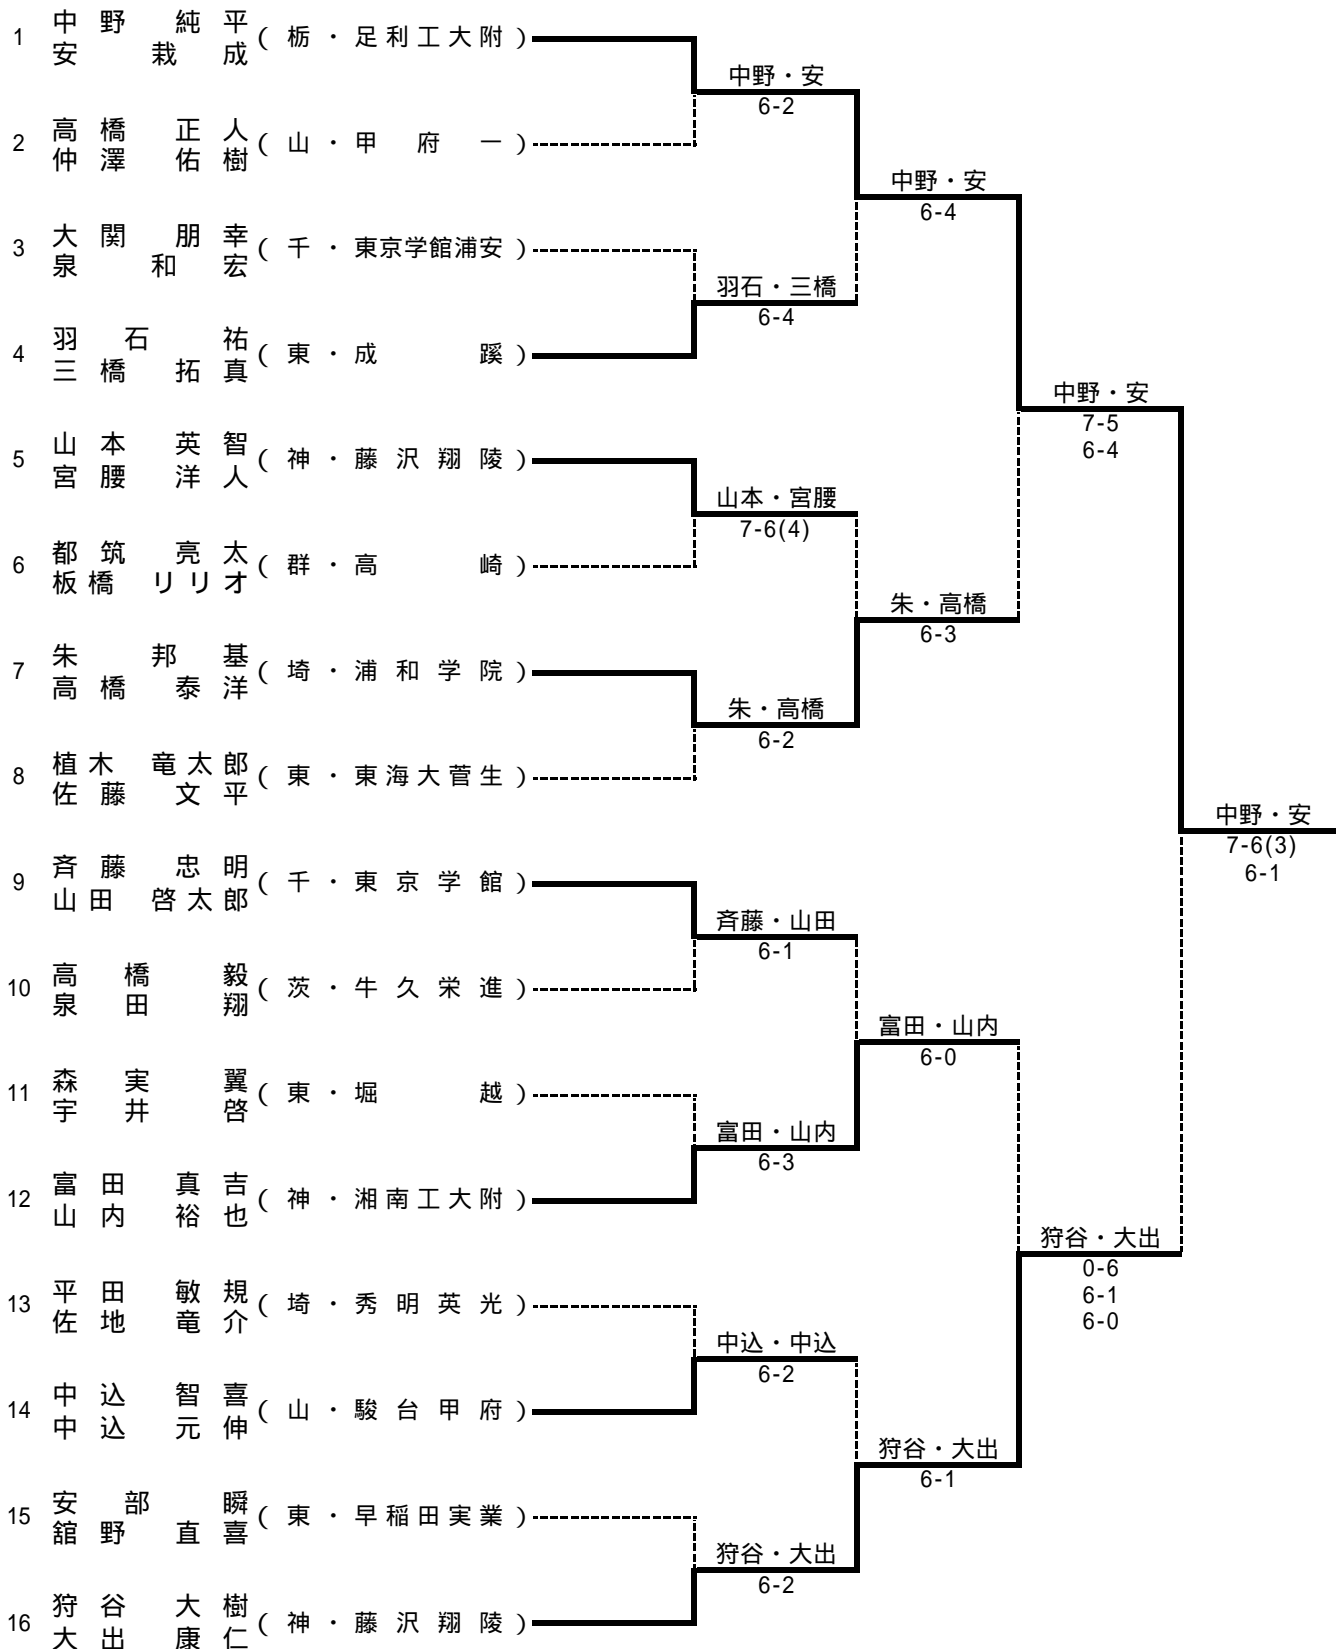 1 中野 純平 (栃・足利工大附)
安 栽成
中野・安
6-2
2 高橋 正人 (山・甲府一)
仲澤 佑樹
中野・安
6-4
3 大関 朋幸 (千・東京学館浦安)
泉 和宏
羽石・三橋
6-4
4 羽石 祐 (東・成蹊)
三橋 拓真
中野・安
7-5
6-4
5 山本 英智 (神・藤沢翔陵)
宮腰 洋人
山本・宮腰
7-6(4)
6 都筑 亮太 (群・高崎)
板橋 リリオ
朱・高橋
6-3
7 朱 邦基 (埼・浦和学院)
高橋 泰洋
朱・高橋
6-2
8 植木 竜太郎 (東・東海大菅生)
佐藤 文平
中野・安
7-6(3)
6-1
9 斉藤 忠明 (千・東京学館)
山田 啓太郎
斉藤・山田
6-1
10 高橋 毅 (茨・牛久栄進)
泉田 翔
富田・山内
6-0
11 森実 翼 (東・堀越)
宇井 啓
富田・山内
6-3
12 富田 真吉 (神・湘南工大附)
山内 裕也
狩谷・大出
0-6
6-1
6-0
13 平田 敏規 (埼・秀明英光)
佐地 竜介
中込・中込
6-2
14 中込 智喜 (山・駿台甲府)
中込 元伸
狩谷・大出
6-1
15 安部 瞬 (東・早稲田実業)
舘野 直喜
狩谷・大出
6-2
16 狩谷 大樹 (神・藤沢翔陵)
大出 康仁